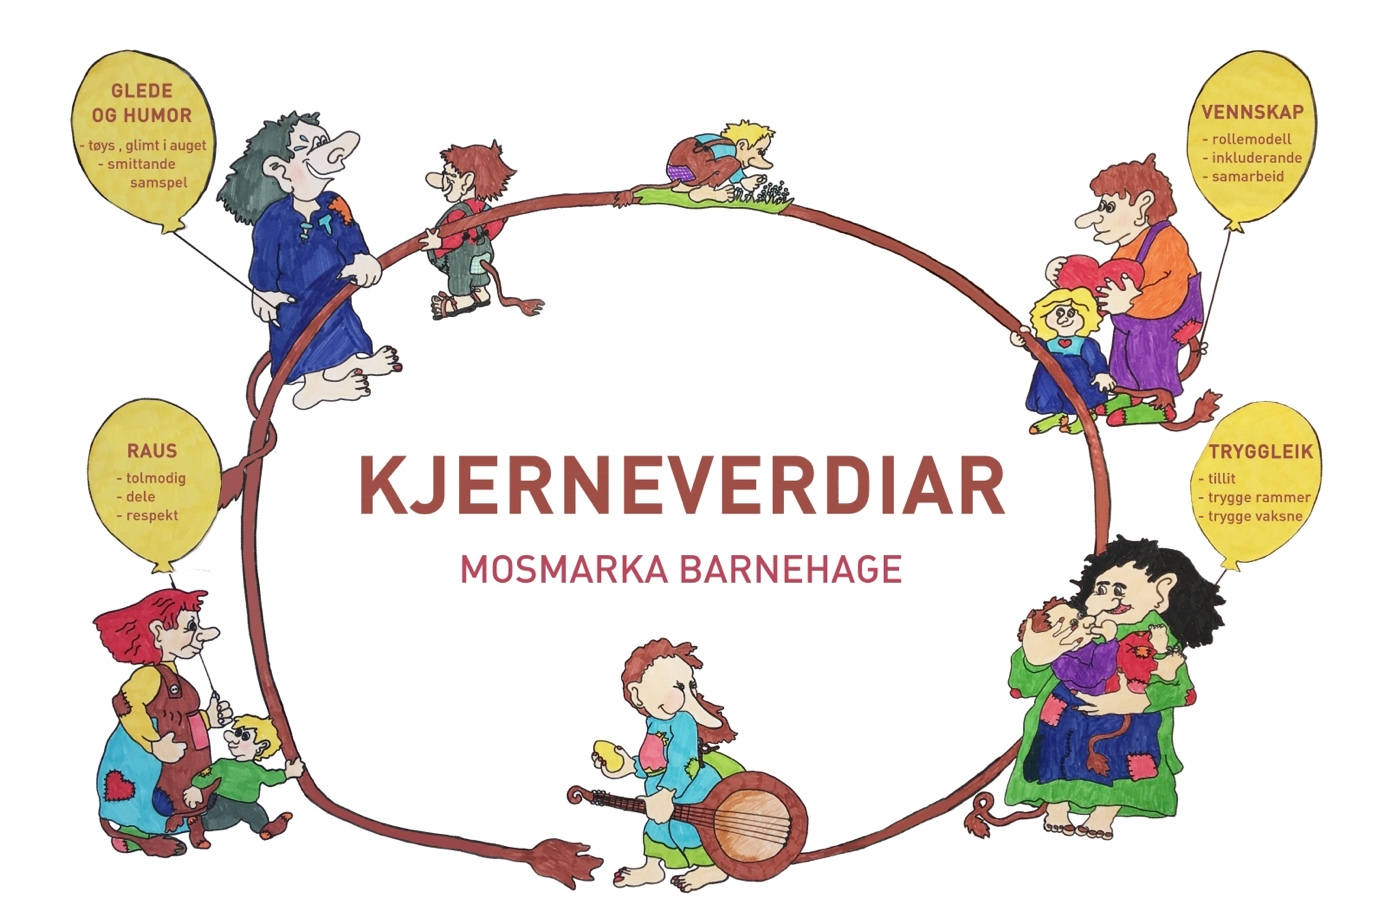 GLEDE
OG HUMOR
- tøys , glimt i auget
- smittande
samspel
VENNSKAP
- rollemodell
- inkluderande
- samarbeid
RAUS
- tolmodig
- dele
- respekt
TRYGGLEIK
- tillit
- trygge rammer
- trygge vaksne
KJERNEVERDIAR
MOSMARKA BARNEHAGE